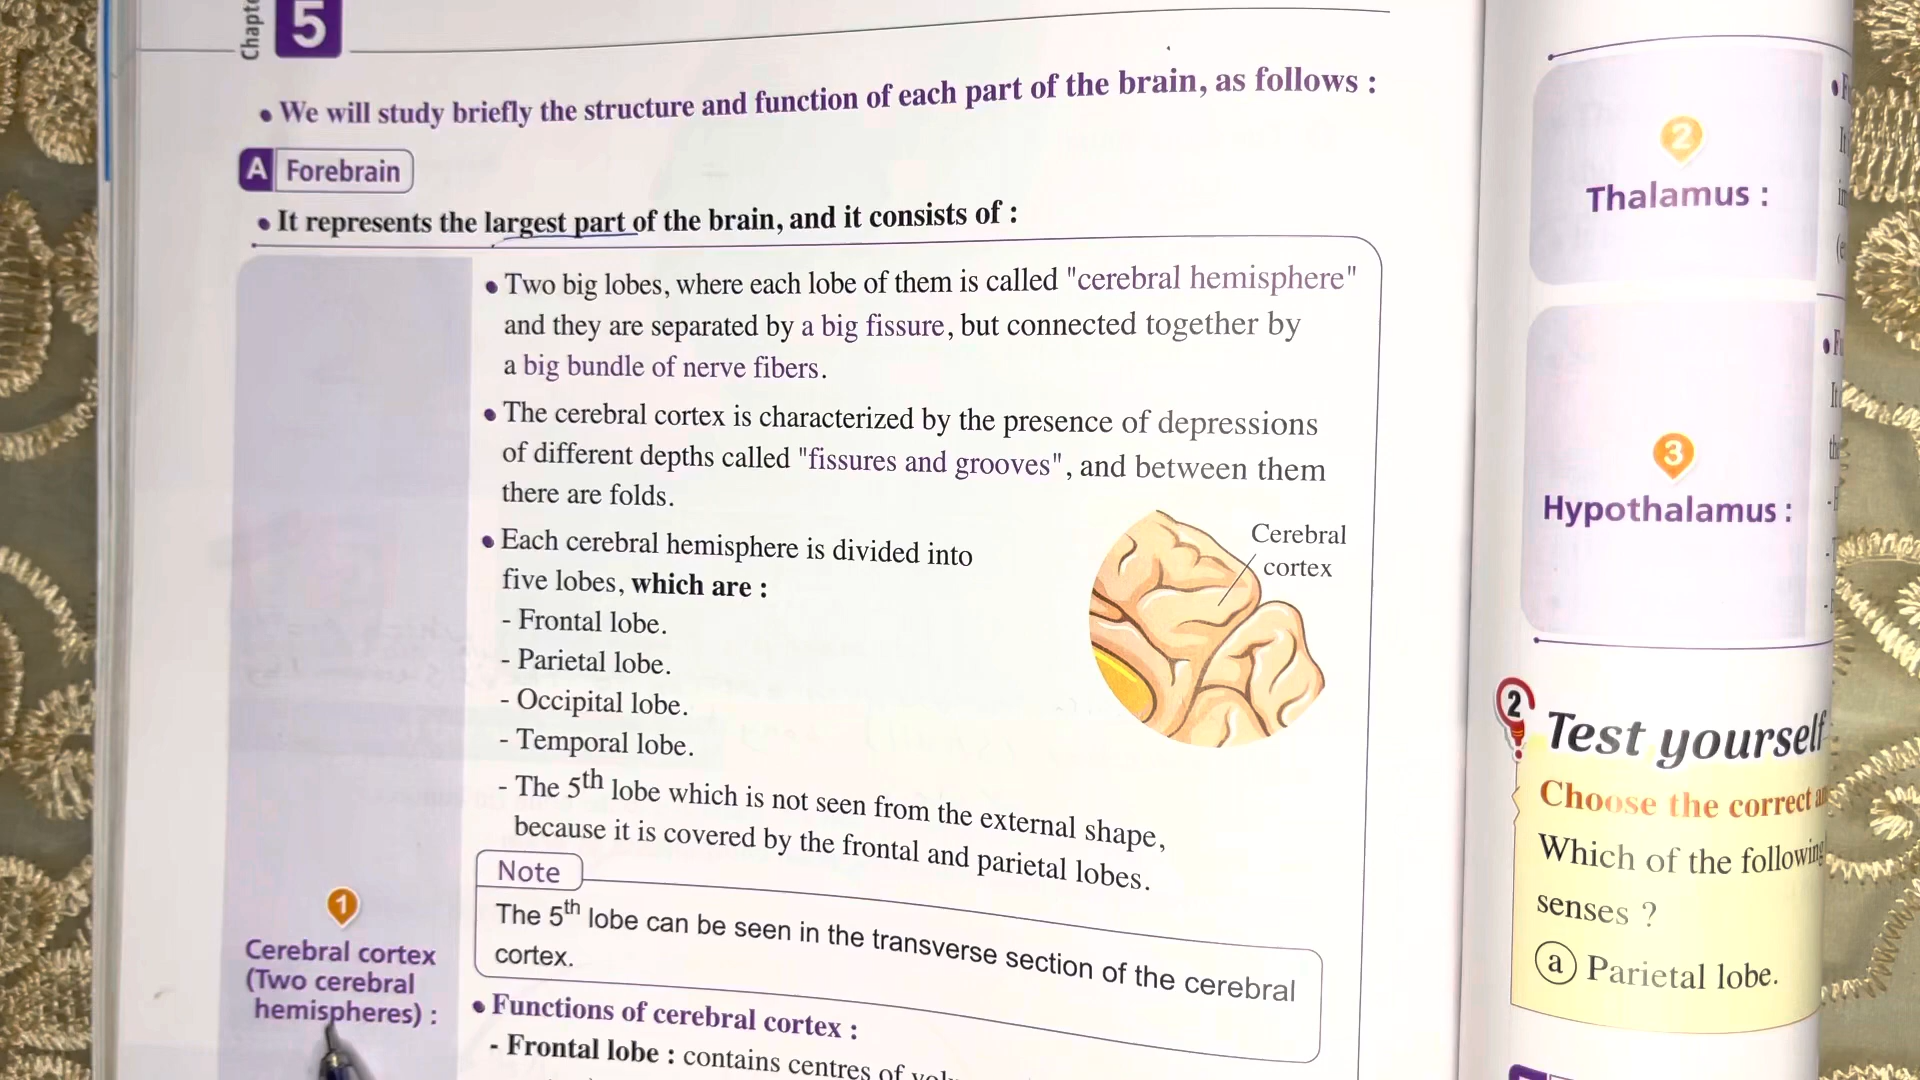 5
• We will study briefly the structure and function of each part of the brain, as follows :
A Forebrain
• It represents the largest part of the brain, and it consists of :
• Two big lobes, where each lobe of them is called "cerebral hemisphere"
and they are separated by a big fissure, but connected together by
a big bundle of nerve fibers.
• The cerebral cortex is characterized by the presence of depressions
of different depths called "fissures and grooves", and between them
there are folds.
• Each cerebral hemisphere is divided into
five lobes, which are :
- Frontal lobe.
- Parietal lobe.
- Occipital lobe.
- Temporal lobe.
- The 5th lobe which is not seen from the external shape,
because it is covered by the frontal and parietal lobes.
Cerebral
cortex
Note
The 5th lobe can be seen in the transverse section of the cerebral
cortex.
1
Cerebral cortex
(Two cerebral
hemispheres) :
• Functions of cerebral cortex :
- Frontal lobe : contains centres of
2
Thalamus :
3
Hypothalamus :
2 Test yourself
Choose the correct
Which of the following
senses ?
a Parietal lobe.